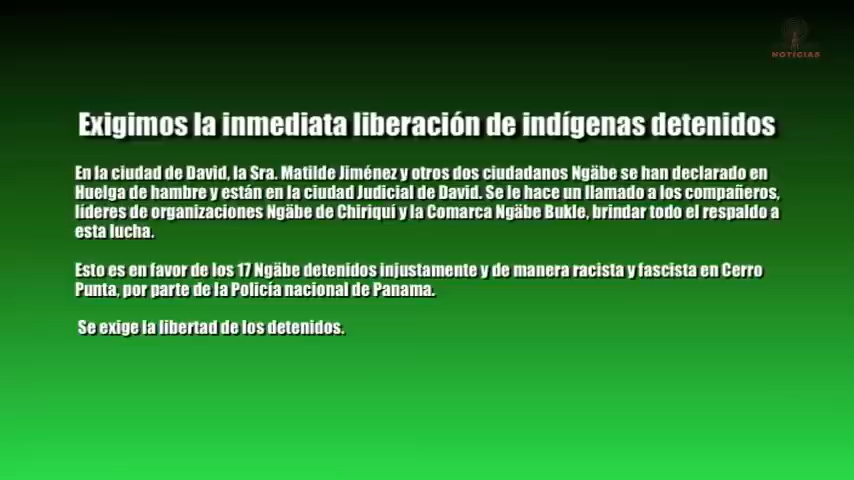 NOTICIAS
Exigimos la inmediata liberación de indígenas detenidos
En la ciudad de David, la Sra. Matilde Jiménez y otros dos ciudadanos Ngäbe se han declarado en
Huelga de hambre y están en la ciudad Judicial de David. Se le hace un llamado a los compañeros,
líderes de organizaciones Ngäbe de Chiriquí y la Comarca Ngäbe Bukle, brindar todo el respaldo a
esta lucha.
Esto es en favor de los 17 Ngäbe detenidos injustamente y de manera racista y fascista en Cerro
Punta, por parte de la Policía nacional de Panama.
Se exige la libertad de los detenidos.